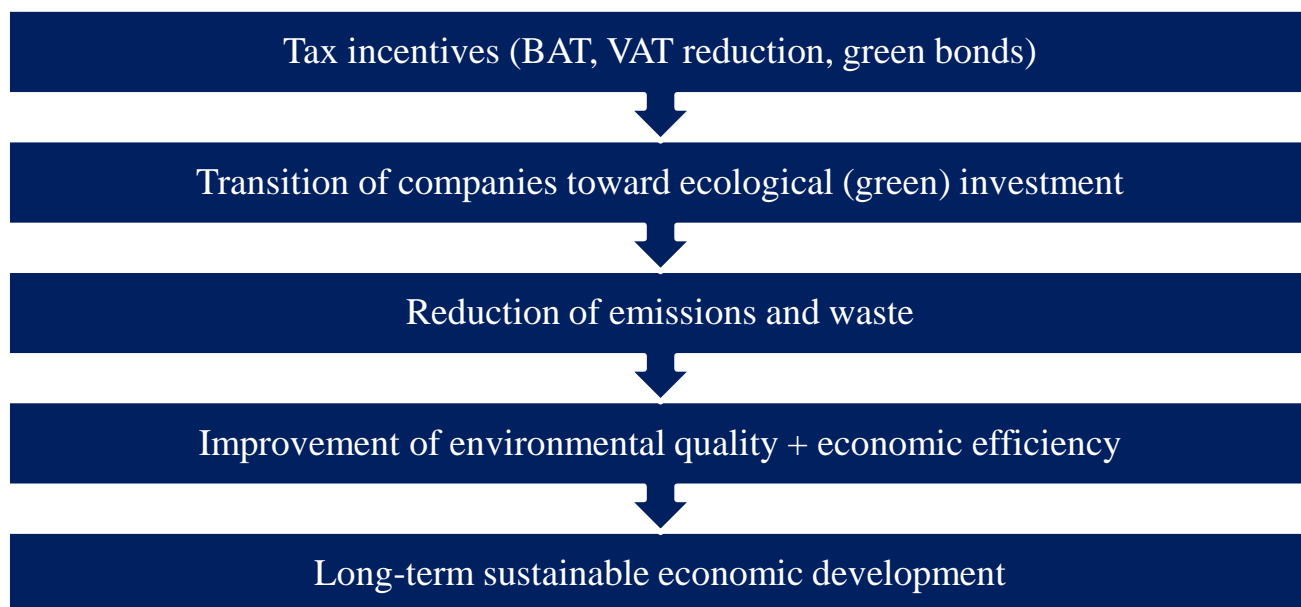 Tax incentives (BAT, VAT reduction, green bonds)
Transition of companies toward ecological (green) investment
Reduction of emissions and waste
Improvement of environmental quality + economic efficiency
Long-term sustainable economic development